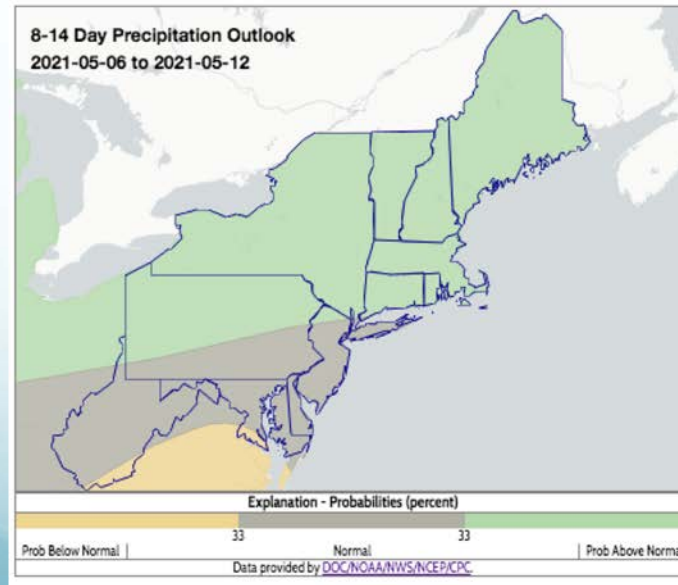 8-14 Day Precipitation Outlook
2021-05-06 to 2021-05-12
Explanation - Probabilities (percent)
33 33
Prob Below Normal | Normal | Prob Above Norma
Data provided by DOC/NOAA/NWS/NCEP/CPC.